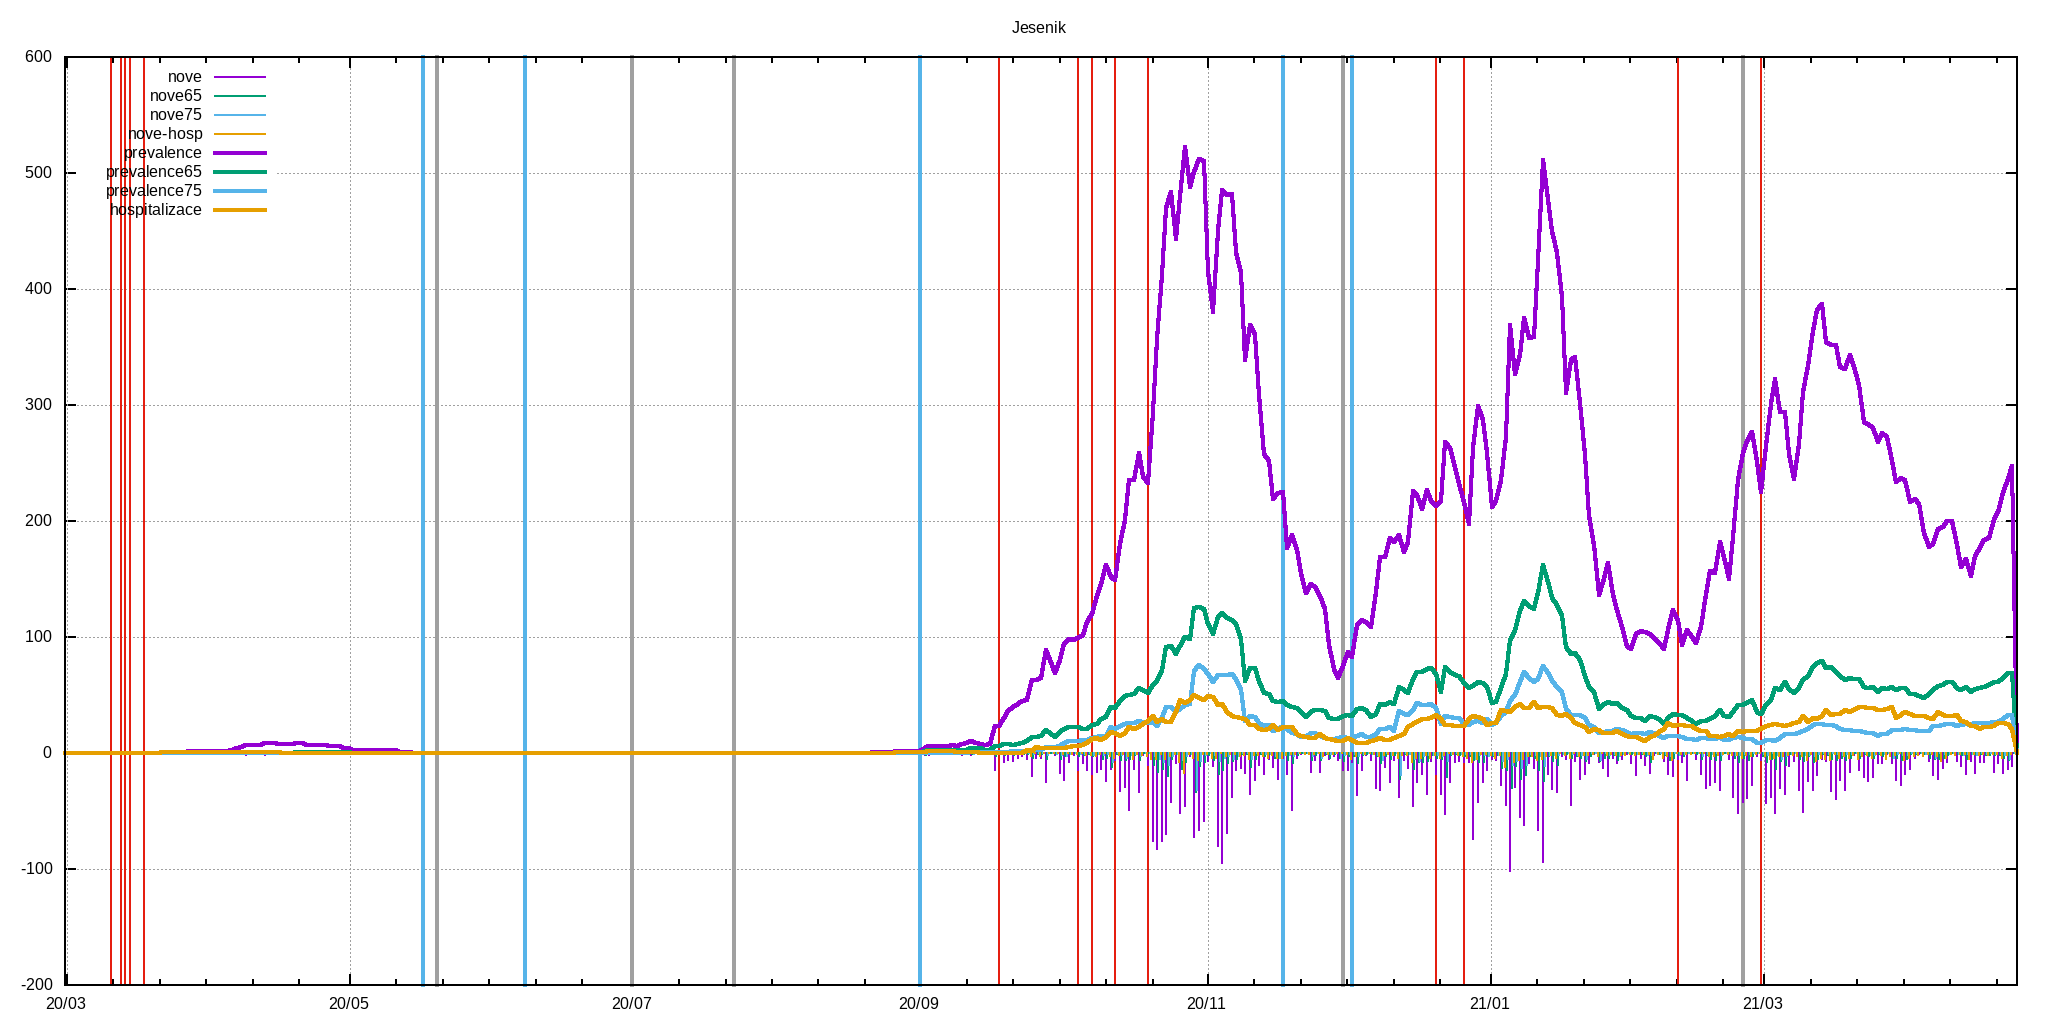 Jesenik
600
500
400
300
200
100
0
-100
-200
nove
nove65
nove75
nove-hosp
prevalence
prevalence65
prevalence75
hospitalizace
20/03 20/05 20/07 20/09 20/11 21/01 21/03